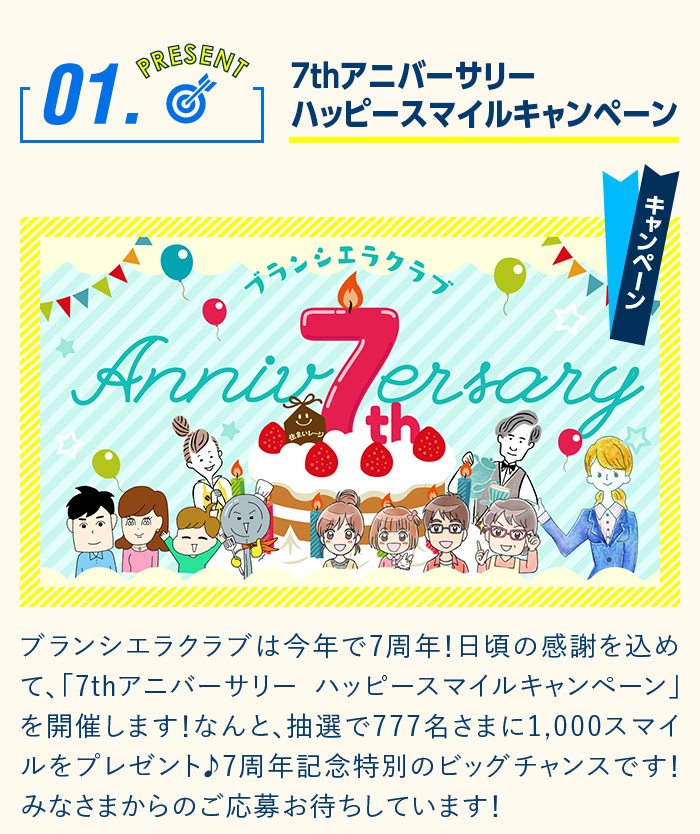 PRESENT
01.
7thアニバーサリー
ハッピースマイルキャンペーン
キャンペーン
ブランシエラクラブ
Anniversary
7th
住まいレージ
ブランシエラクラブは今年で7周年！日頃の感謝を込め
て、「7thアニバーサリー　ハッピースマイルキャンペーン」
を開催します！なんと、抽選で777名さまに1,000スマイ
ルをプレゼント♪7周年記念特別のビッグチャンスです！
みなさまからのご応募お待ちしています！